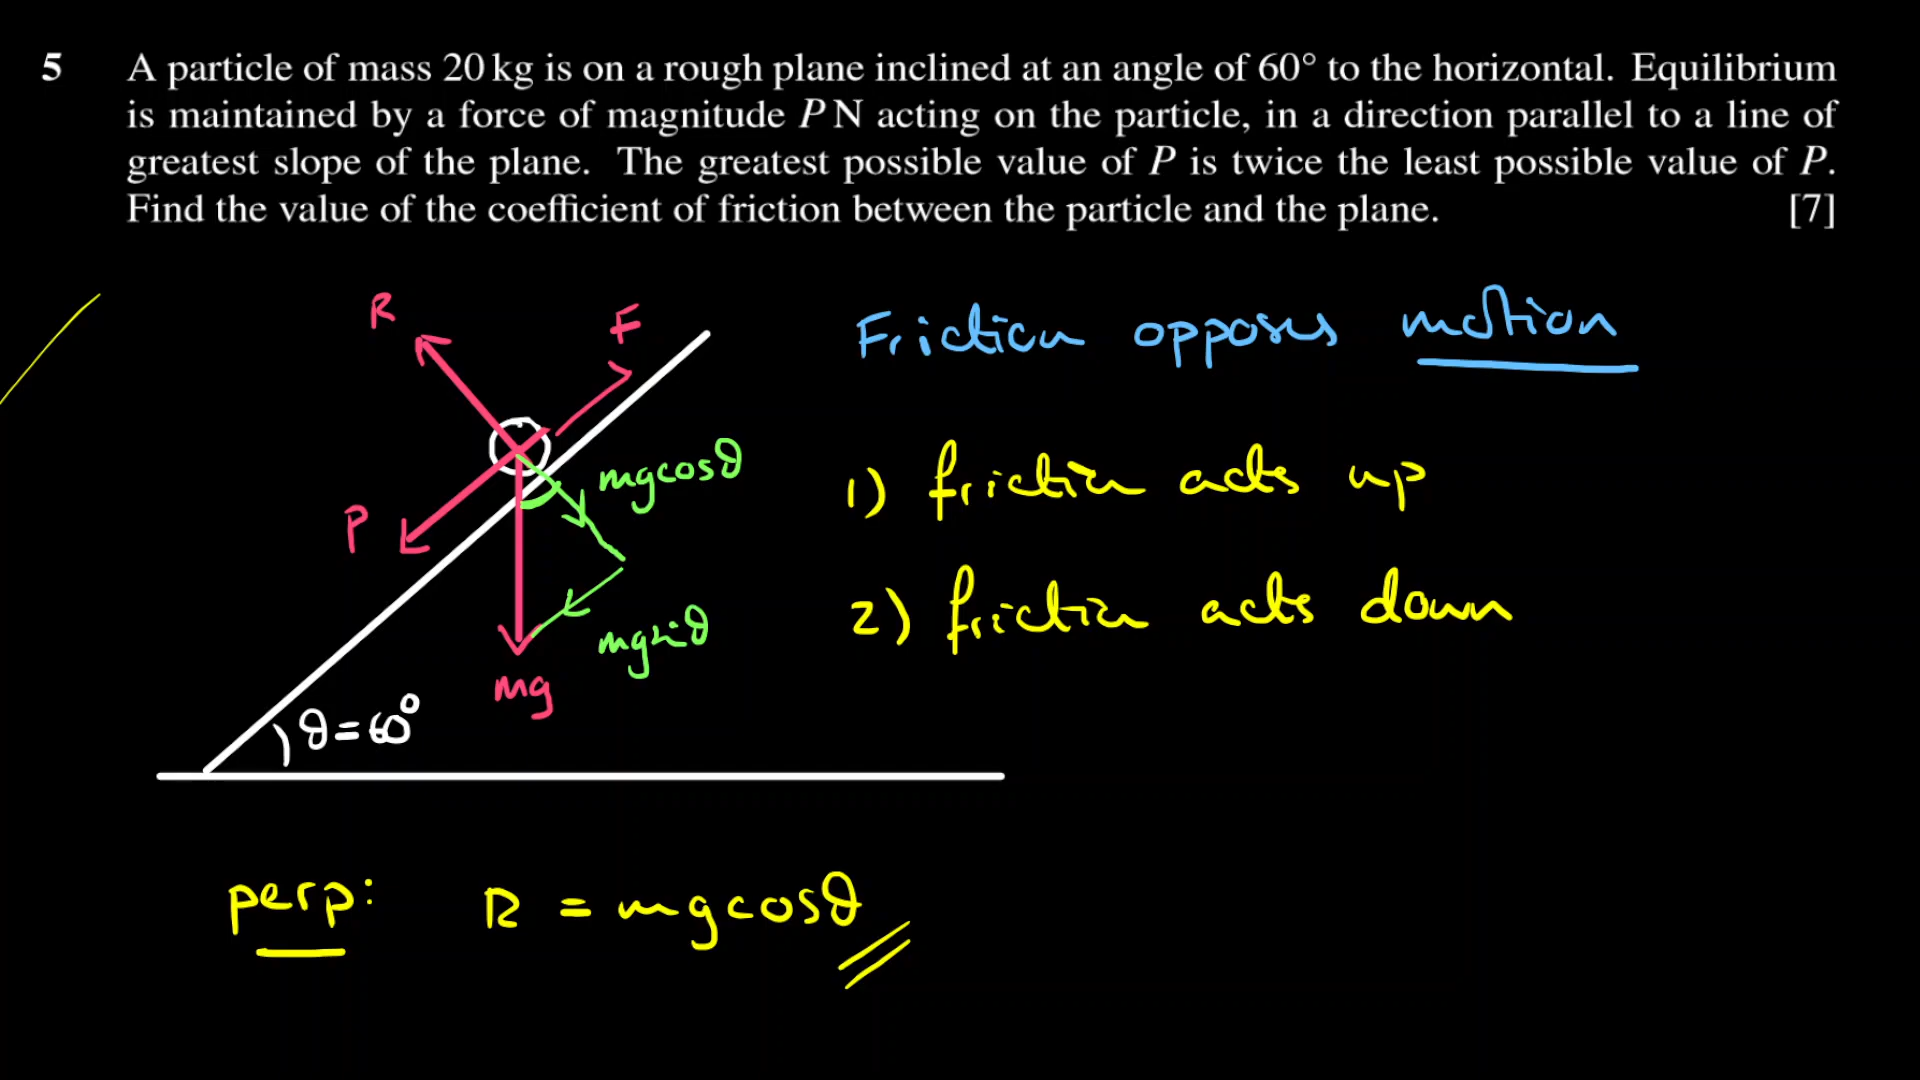 5 A particle of mass 20 kg is on a rough plane inclined at an angle of 60° to the horizontal. Equilibrium
is maintained by a force of magnitude P N acting on the particle, in a direction parallel to a line of
greatest slope of the plane. The greatest possible value of P is twice the least possible value of P.
Find the value of the coefficient of friction between the particle and the plane. [7]
R
F
Friction opposes motion
mgcosθ
1) friction acts up
P
2) friction acts down
mgsinθ
mg
θ=60°
perp: R = mgcosθ